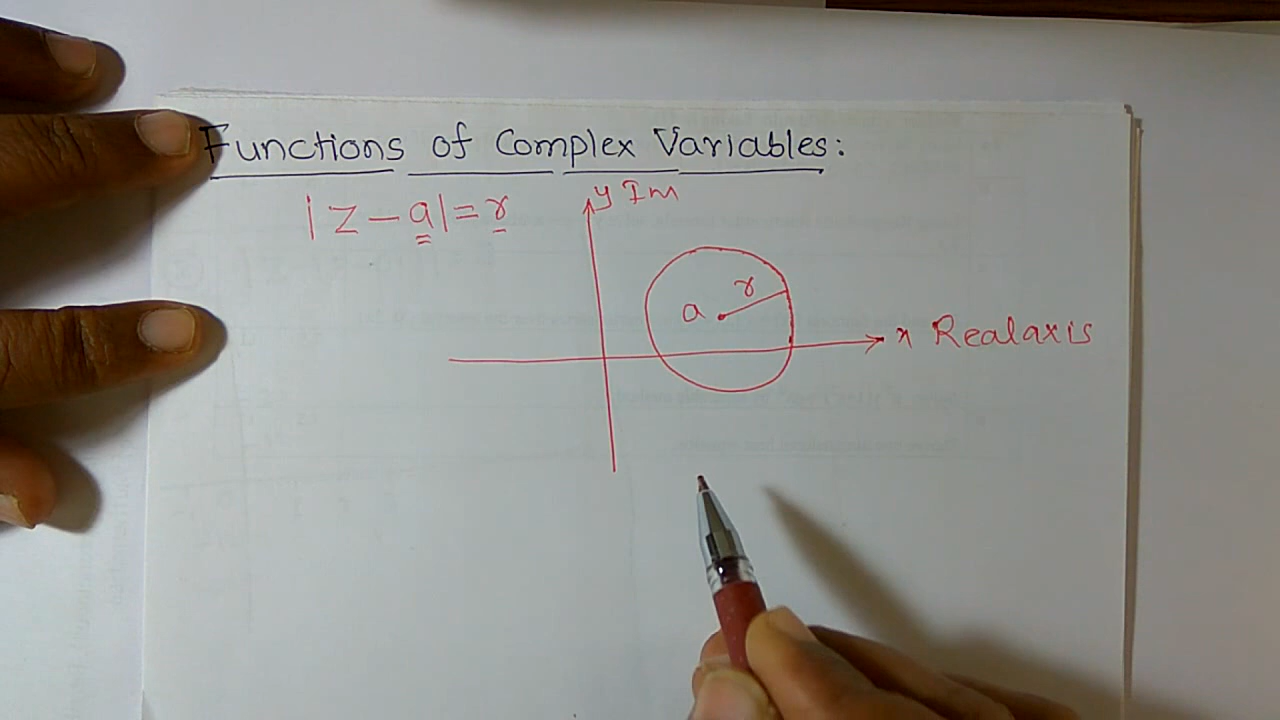 Functions of Complex Variables:
|z-a|=r
y Im
r
a
x Realaxis